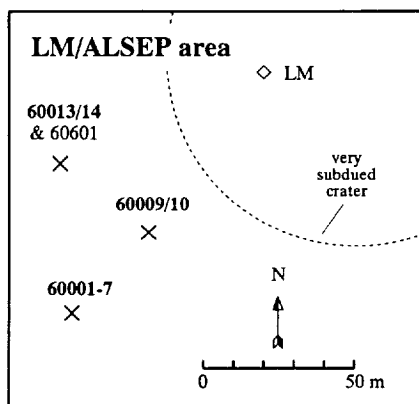 LM/ALSEP area
LM
60013/14
& 60601
very
subdued
crater
60009/10
60001-7
N
0
50 m